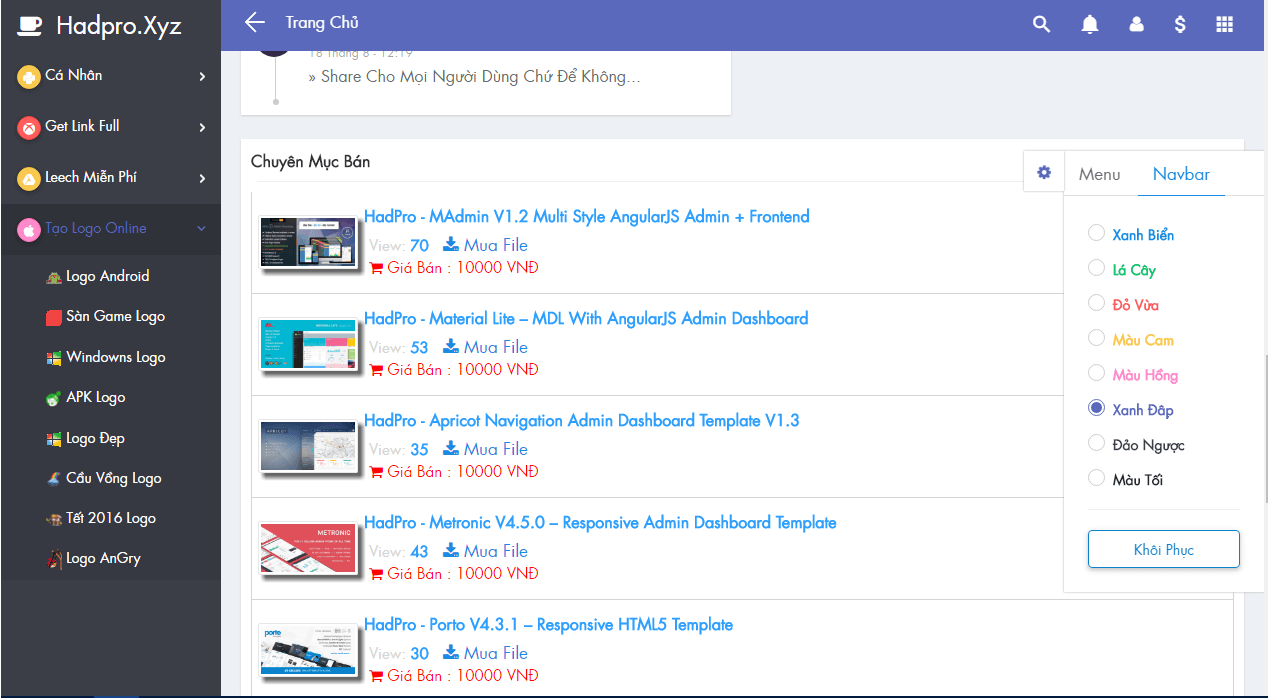 Hadpro.Xyz
Trang Chủ
Cá Nhân
Get Link Full
Leech Miễn Phí
Tạo Logo Online
Logo Android
Sàn Game Logo
Windowns Logo
APK Logo
Logo Đẹp
Cầu Vồng Logo
Tết 2016 Logo
Logo AnGry
18 Tháng 8 - 12:19
» Share Cho Mọi Người Dùng Chứ Để Không...
Chuyên Mục Bán
HadPro - MAdmin V1.2 Multi Style AngularJS Admin + Frontend
View: 70 Mua File
Giá Bán : 10000 VNĐ
HadPro - Material Lite – MDL With AngularJS Admin Dashboard
View: 53 Mua File
Giá Bán : 10000 VNĐ
APRICOT
HadPro - Apricot Navigation Admin Dashboard Template V1.3
View: 35 Mua File
Giá Bán : 10000 VNĐ
METRONIC
HadPro - Metronic V4.5.0 – Responsive Admin Dashboard Template
View: 43 Mua File
Giá Bán : 10000 VNĐ
porto
HadPro - Porto V4.3.1 – Responsive HTML5 Template
View: 30 Mua File
Giá Bán : 10000 VNĐ
Menu Navbar
Xanh Biển
Lá Cây
Đỏ Vừa
Màu Cam
Màu Hồng
Xanh Đâp
Đảo Ngược
Màu Tối
Khôi Phục